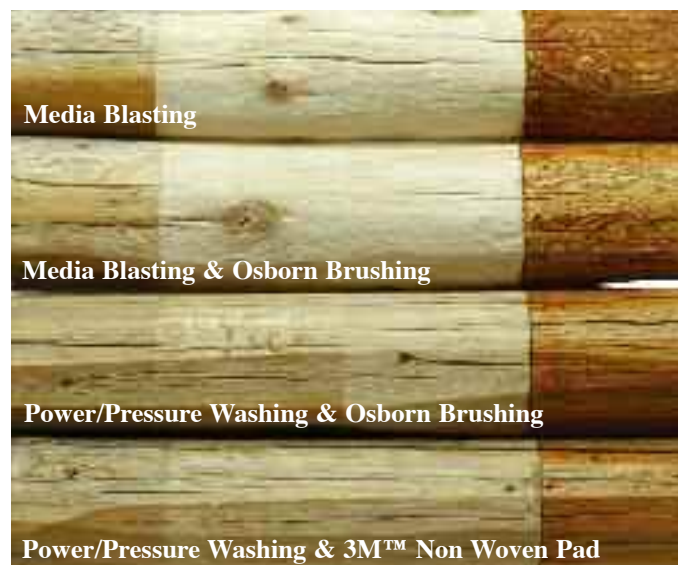 Media Blasting
Media Blasting & Osborn Brushing
Power/Pressure Washing & Osborn Brushing
Power/Pressure Washing & 3M™ Non Woven Pad